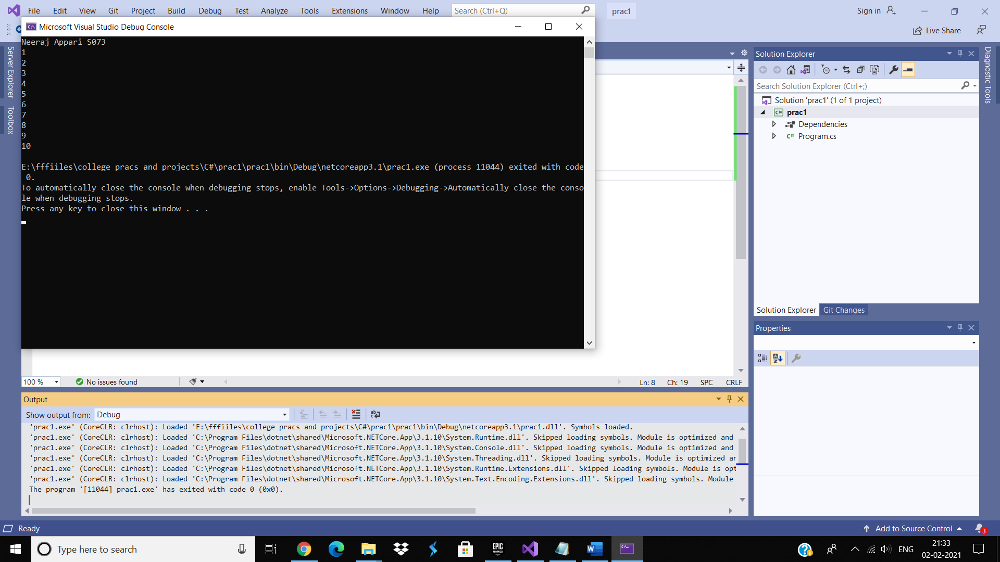 File Edit View Git Project Build Debug Test Analyze Tools Extensions Window Help Search (Ctrl+Q) prac1 Sign in
Live Share
Microsoft Visual Studio Debug Console
Neeraj Appari S073
1
2
3
4
5
6
7
8
9
10
E:\fffiiles\college pracs and projects\C#\prac1\prac1\bin\Debug\netcoreapp3.1\prac1.exe (process 11044) exited with code
0.
To automatically close the console when debugging stops, enable Tools->Options->Debugging->Automatically close the conso
le when debugging stops.
Press any key to close this window . . .
Server Explorer
Toolbox
Solution Explorer
Search Solution Explorer (Ctrl+;)
Solution 'prac1' (1 of 1 project)
C# prac1
Dependencies
C# Program.cs
Solution Explorer Git Changes
Diagnostic Tools
Properties
100 % No issues found Ln: 8 Ch: 19 SPC CRLF
Output
Show output from: Debug
'prac1.exe' (CoreCLR: clrhost): Loaded 'E:\fffiiles\college pracs and projects\C#\prac1\prac1\bin\Debug\netcoreapp3.1\prac1.dll'. Symbols loaded.
'prac1.exe' (CoreCLR: clrhost): Loaded 'C:\Program Files\dotnet\shared\Microsoft.NETCore.App\3.1.10\System.Runtime.dll'. Skipped loading symbols. Module is optimized and
'prac1.exe' (CoreCLR: clrhost): Loaded 'C:\Program Files\dotnet\shared\Microsoft.NETCore.App\3.1.10\System.Console.dll'. Skipped loading symbols. Module is optimized and
'prac1.exe' (CoreCLR: clrhost): Loaded 'C:\Program Files\dotnet\shared\Microsoft.NETCore.App\3.1.10\System.Threading.dll'. Skipped loading symbols. Module is optimized ar
'prac1.exe' (CoreCLR: clrhost): Loaded 'C:\Program Files\dotnet\shared\Microsoft.NETCore.App\3.1.10\System.Runtime.Extensions.dll'. Skipped loading symbols. Module is opt
'prac1.exe' (CoreCLR: clrhost): Loaded 'C:\Program Files\dotnet\shared\Microsoft.NETCore.App\3.1.10\System.Text.Encoding.Extensions.dll'. Skipped loading symbols. Module
The program '[11044] prac1.exe' has exited with code 0 (0x0).
Ready Add to Source Control 3
Type here to search EPIC GAMES W ENG 21:33
02-02-2021